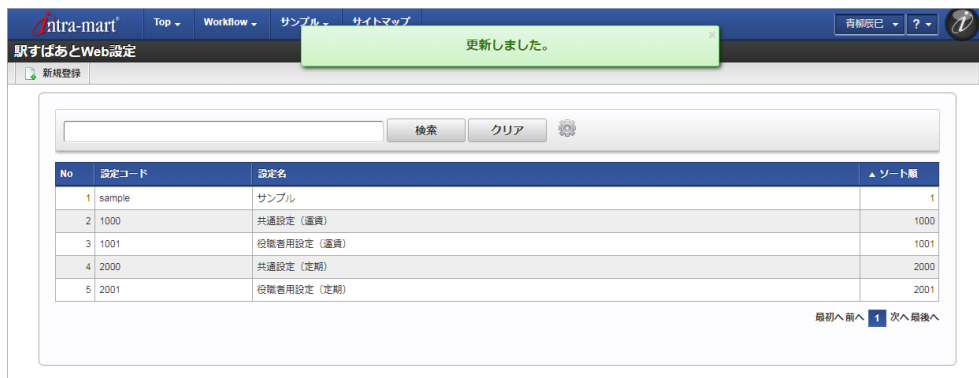 intra-mart® Top Workflow サンプル サイトマップ 青柳辰巳 ?
更新しました。 ×
駅すぱあとWeb設定
新規登録
検索 クリア
No 設定コード 設定名 ▲ ソート順
1 sample サンプル 1
2 1000 共通設定（運賃） 1000
3 1001 役職者用設定（運賃） 1001
4 2000 共通設定（定期） 2000
5 2001 役職者用設定（定期） 2001
最初へ 前へ 1 次へ 最後へ